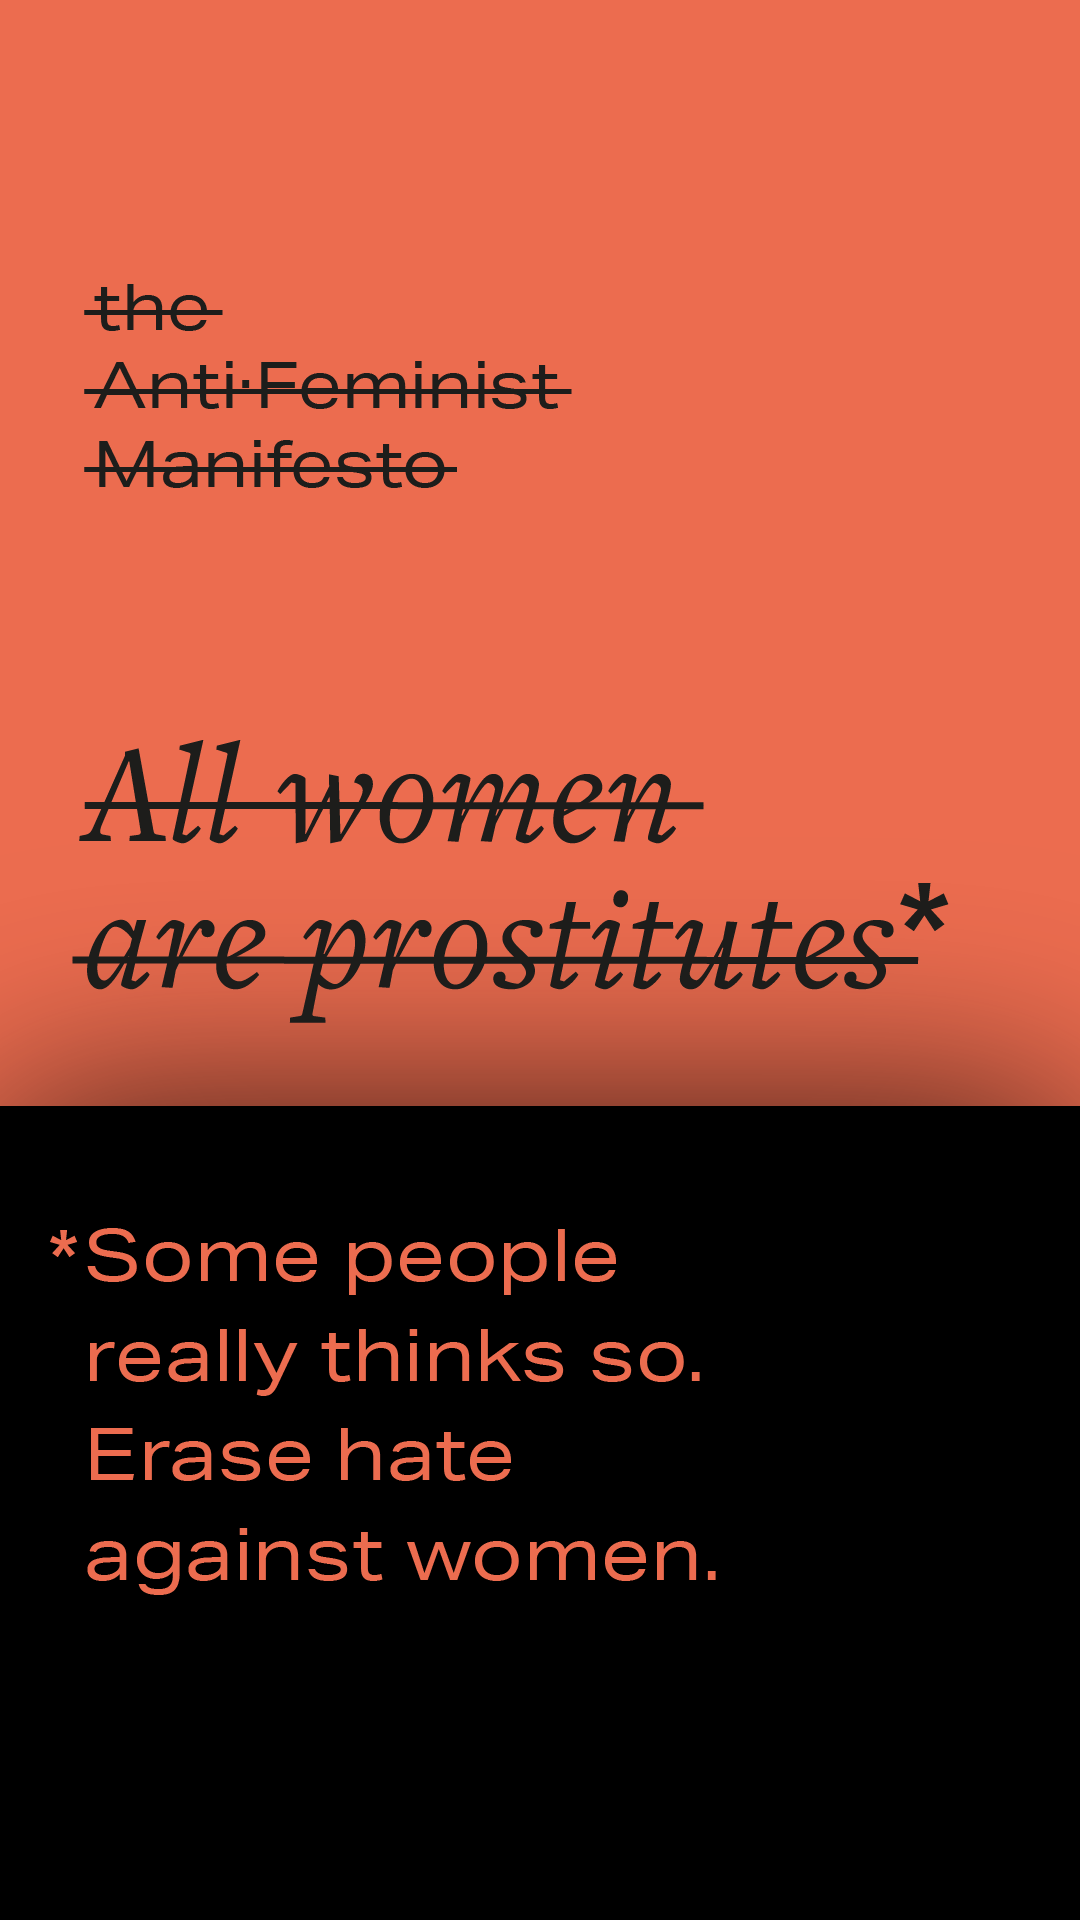 the
Anti·Feminist
Manifesto
All women
are prostitutes*
*Some people
really thinks so.
Erase hate
against women.